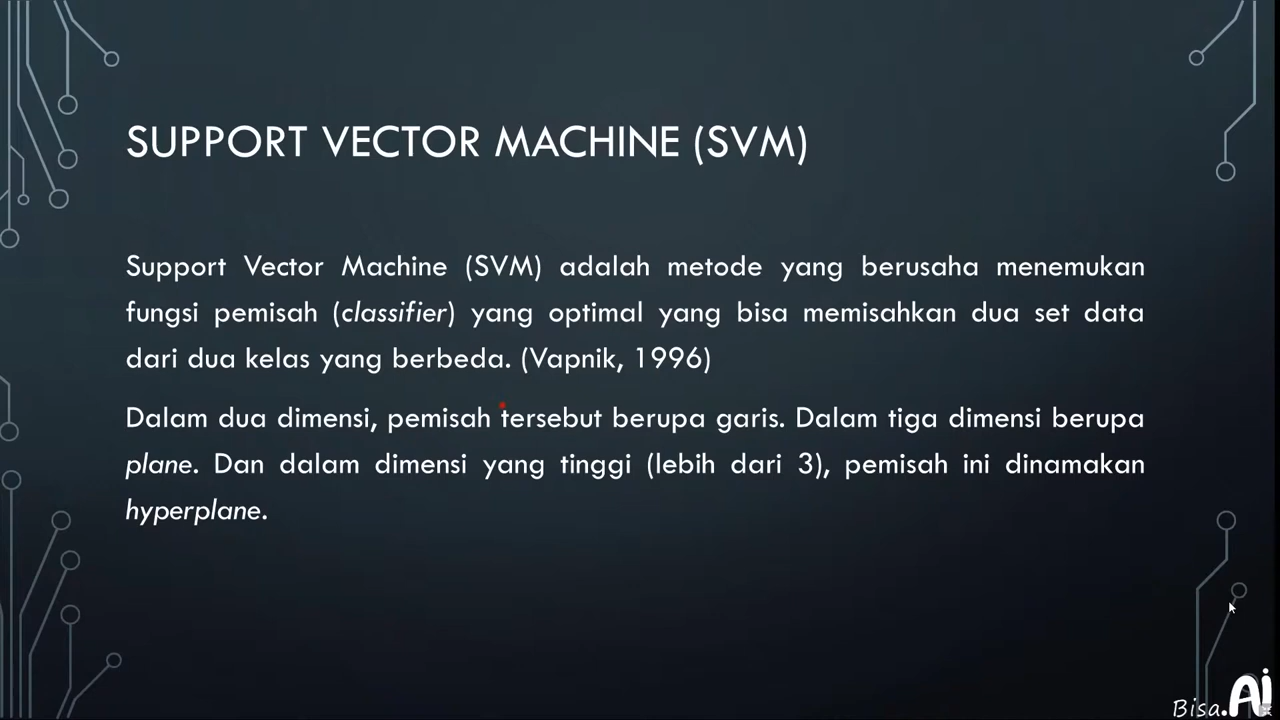 SUPPORT VECTOR MACHINE (SVM)
Support Vector Machine (SVM) adalah metode yang berusaha menemukan
fungsi pemisah (classifier) yang optimal yang bisa memisahkan dua set data
dari dua kelas yang berbeda. (Vapnik, 1996)
Dalam dua dimensi, pemisah tersebut berupa garis. Dalam tiga dimensi berupa
plane. Dan dalam dimensi yang tinggi (lebih dari 3), pemisah ini dinamakan
hyperplane.
Bisa.Ai